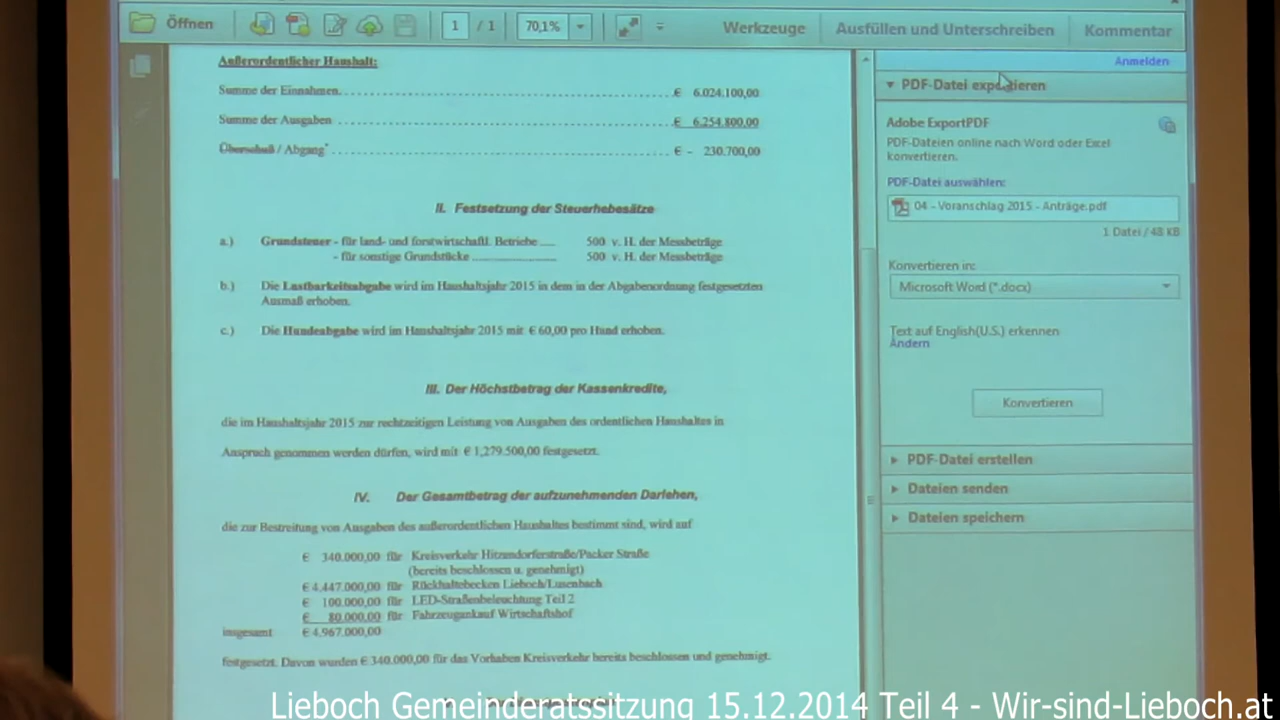 Öffnen
1 / 1
70,1%
Werkzeuge
Ausfüllen und Unterschreiben
Kommentar
Außerordentlicher Haushalt:
Summe der Einnahmen........................................................€ 6.024.100,00
Summe der Ausgaben ........................................................€ 6.254.800,00
Überschuß / Abgang*........................................................€ - 230.700,00
II. Festsetzung der Steuerhebesätze
a.) Grundsteuer - für land- und forstwirtschaftl. Betriebe .... 500 v. H. der Messbeträge
- für sonstige Grundstücke ..................... 500 v. H. der Messbeträge
b.) Die Lustbarkeitsabgabe wird im Haushaltsjahr 2015 in dem in der Abgabenordnung festgesetzten
Ausmaß erhoben.
c.) Die Hundeabgabe wird im Haushaltsjahr 2015 mit € 60,00 pro Hund erhoben.
III. Der Höchstbetrag der Kassenkredite,
die im Haushaltsjahr 2015 zur rechtzeitigen Leistung von Ausgaben des ordentlichen Haushaltes in
Anspruch genommen werden dürfen, wird mit € 1.279.500,00 festgesetzt.
IV. Der Gesamtbetrag der aufzunehmenden Darlehen,
die zur Bestreitung von Ausgaben des außerordentlichen Haushaltes bestimmt sind, wird auf
€ 340.000,00 für Kreisverkehr Hitzendorferstraße/Packer Straße
(bereits beschlossen u. genehmigt)
€ 4.447.000,00 für Rückhaltebecken Lieboch/Lusenbach
€ 100.000,00 für LED-Straßenbeleuchtung Teil 2
€ 80.000,00 für Fahrzeugankauf Wirtschaftshof
insgesamt € 4.967.000,00
festgesetzt. Davon wurden € 340.000,00 für das Vorhaben Kreisverkehr bereits beschlossen und genehmigt.
Anmelden
PDF-Datei exportieren
Adobe ExportPDF
PDF-Dateien online nach Word oder Excel
konvertieren.
PDF-Datei auswählen:
04 - Voranschlag 2015 - Anträge.pdf
1 Datei / 48 KB
Konvertieren in:
Microsoft Word (*.docx)
Text auf English(U.S.) erkennen
Ändern
Konvertieren
PDF-Datei erstellen
Dateien senden
Dateien speichern
Lieboch Gemeinderatssitzung 15.12.2014 Teil 4 - Wir-sind-Lieboch.at